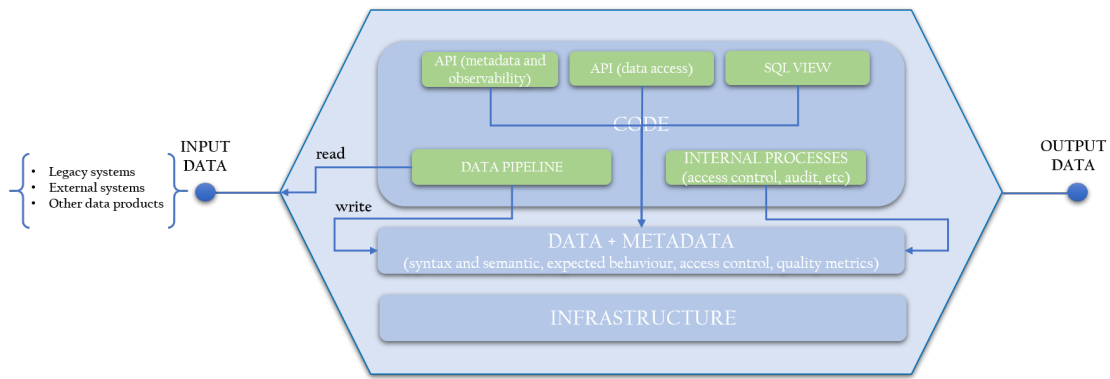 API (metadata and
observability)
API (data access)
SQL VIEW
CODE
INPUT
DATA
read
DATA PIPELINE
INTERNAL PROCESSES
(access control, audit, etc)
OUTPUT
DATA
• Legacy systems
• External systems
• Other data products
write
DATA + METADATA
(syntax and semantic, expected behaviour, access control, quality metrics)
INFRASTRUCTURE